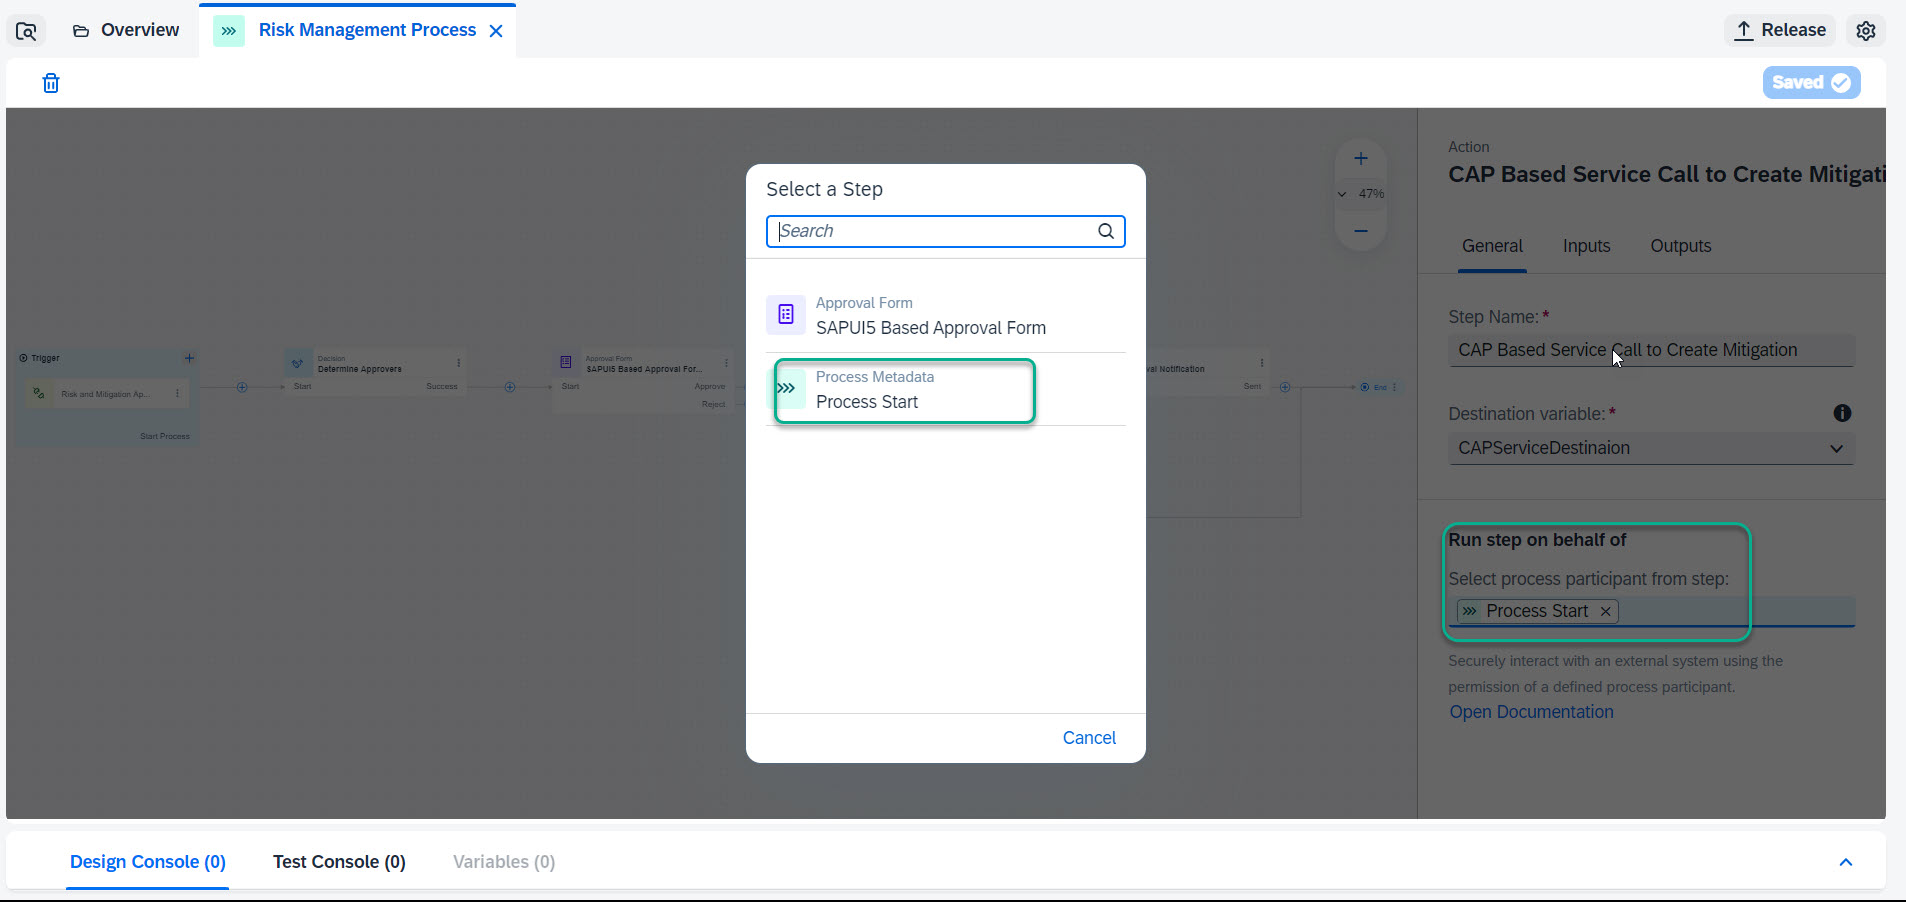 Overview
Risk Management Process
Release
Saved
47%
Action
CAP Based Service Call to Create Mitigati
General Inputs Outputs
Step Name: *
CAP Based Service Call to Create Mitigation
Destination variable: *
CAPServiceDestinaion
Run step on behalf of
Select process participant from step:
Process Start
Securely interact with an external system using the
permission of a defined process participant.
Open Documentation
Select a Step
Search
Approval Form
SAPUI5 Based Approval Form
Process Metadata
Process Start
Cancel
Trigger
Risk and Mitigation Ap...
Start Process
Decision
Determine Approvers
Start Success
Approval Form
SAPUI5 Based Approval For...
Start Approve
Reject
val Notification
Sent
End
Design Console (0) Test Console (0) Variables (0)